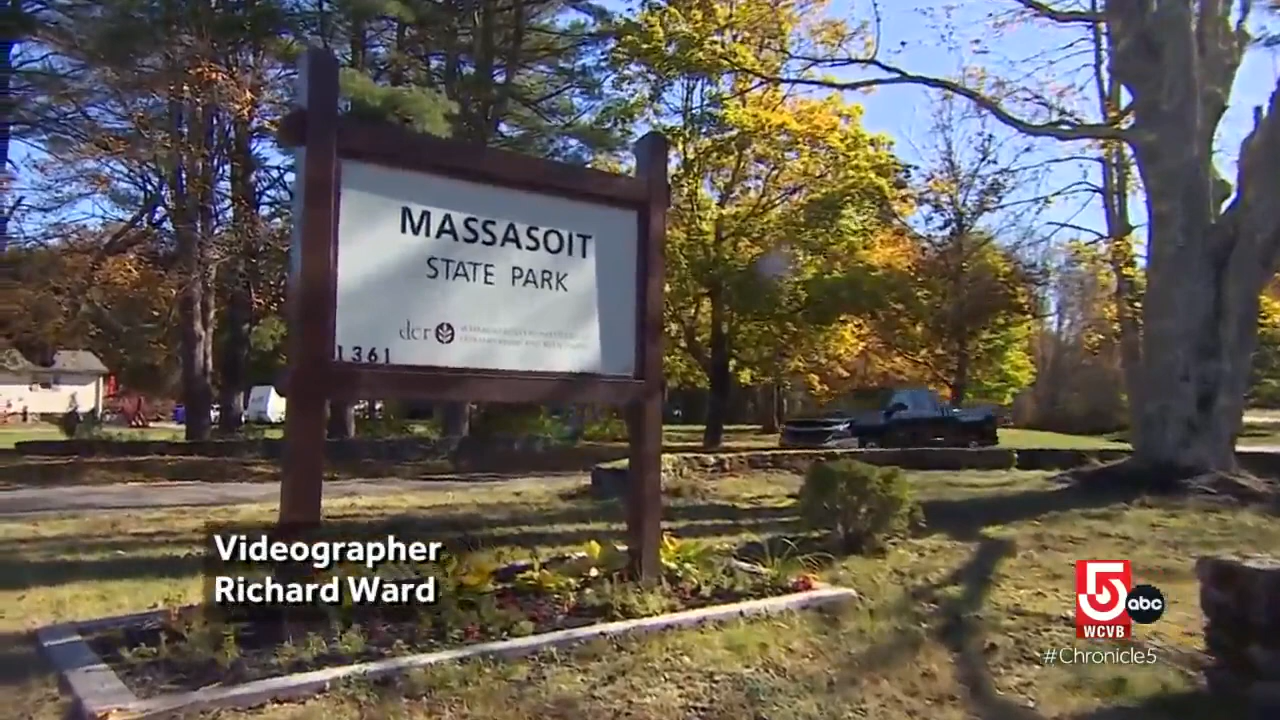 MASSASOIT
STATE PARK
dcr
1361
Videographer
Richard Ward
5
abc
WCVB
#Chronicle5